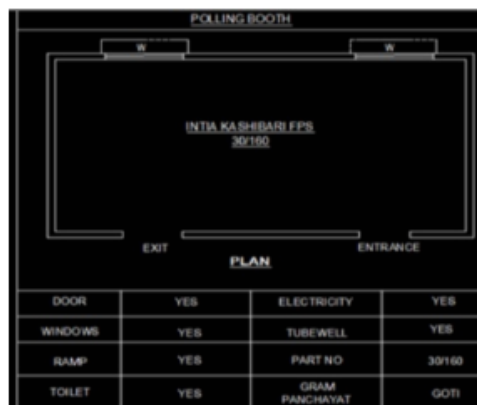 POLLING BOOTH
W W
INTIA KASHIBARI FPS
30/160
EXIT ENTRANCE
PLAN
DOOR YES ELECTRICITY YES
WINDOWS YES TUBEWELL YES
RAMP YES PART NO 30/160
TOILET YES GRAM PANCHAYAT GOTI